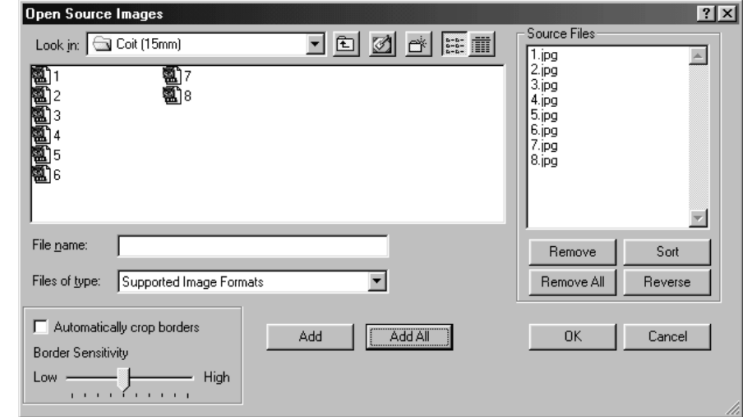 Open Source Images
Look in: Coit (15mm)
1
2
3
4
5
6
7
8
File name:
Files of type: Supported Image Formats
Automatically crop borders
Border Sensitivity
Low High
Add
Add All
Source Files
1.jpg
2.jpg
3.jpg
4.jpg
5.jpg
6.jpg
7.jpg
8.jpg
Remove Sort
Remove All Reverse
OK Cancel